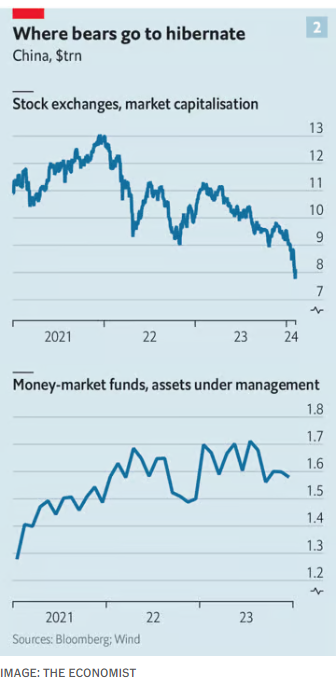 Where bears go to hibernate
2
China, $trn
Stock exchanges, market capitalisation
13
12
11
10
9
8
7
2021 22 23 24
Money-market funds, assets under management
1.8
1.7
1.6
1.5
1.4
1.3
1.2
2021 22 23
Sources: Bloomberg; Wind
IMAGE: THE ECONOMIST